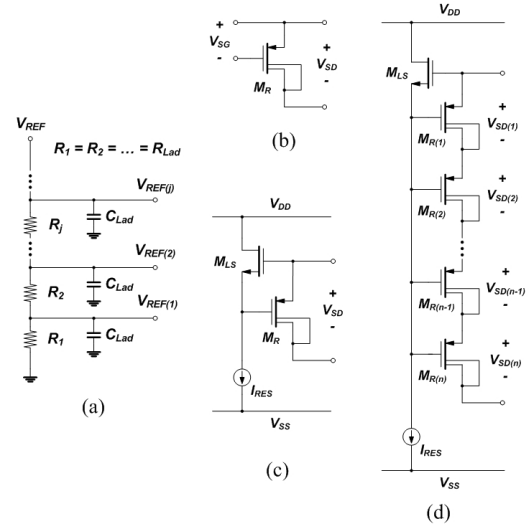 V_REF
R_1 = R_2 = ... = R_Lad
V_REF(j)
R_j
C_Lad
V_REF(2)
R_2
C_Lad
V_REF(1)
R_1
C_Lad
(a)
+
V_SG
-
+
V_SD
-
M_R
(b)
V_DD
M_LS
+
V_SD
-
M_R
I_RES
V_SS
(c)
V_DD
M_LS
+
V_SD(1)
-
M_R(1)
+
V_SD(2)
-
M_R(2)
+
V_SD(n-1)
-
M_R(n-1)
+
V_SD(n)
-
M_R(n)
I_RES
V_SS
(d)